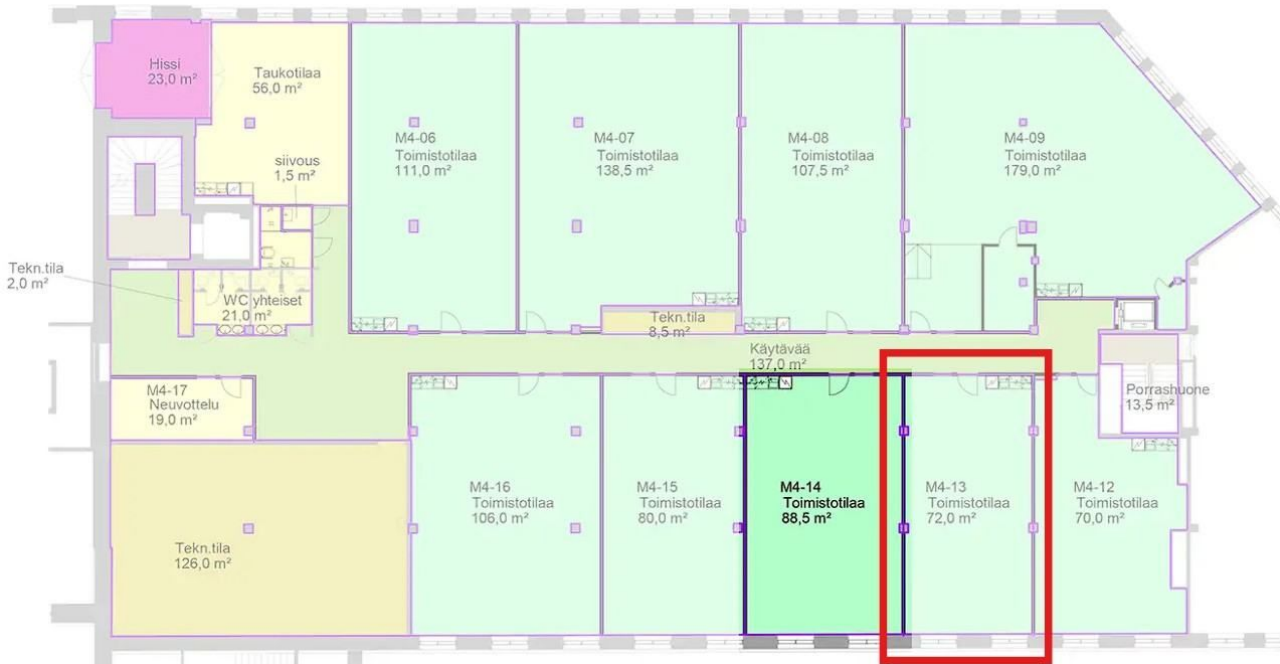 Hissi
23,0 m²
Taukotilaa
56,0 m²
siivous
1,5 m²
M4-06
Toimistotilaa
111,0 m²
M4-07
Toimistotilaa
138,5 m²
M4-08
Toimistotilaa
107,5 m²
M4-09
Toimistotilaa
179,0 m²
Tekn.tila
2,0 m²
WC yhteiset
21,0 m²
Tekn.tila
8,5 m²
Käytävää
137,0 m²
M4-17
Neuvottelu
19,0 m²
Porrashuone
13,5 m²
M4-16
Toimistotilaa
106,0 m²
M4-15
Toimistotilaa
80,0 m²
M4-14
Toimistotilaa
88,5 m²
M4-13
Toimistotilaa
72,0 m²
M4-12
Toimistotilaa
70,0 m²
Tekn.tila
126,0 m²